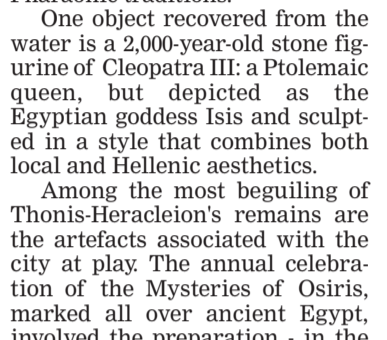 One object recovered from the
water is a 2,000-year-old stone fig-
urine of Cleopatra III: a Ptolemaic
queen, but depicted as the
Egyptian goddess Isis and sculpt-
ed in a style that combines both
local and Hellenic aesthetics.
Among the most beguiling of
Thonis-Heracleion's remains are
the artefacts associated with the
city at play. The annual celebra-
tion of the Mysteries of Osiris,
marked all over ancient Egypt,
involved the preparation - in the